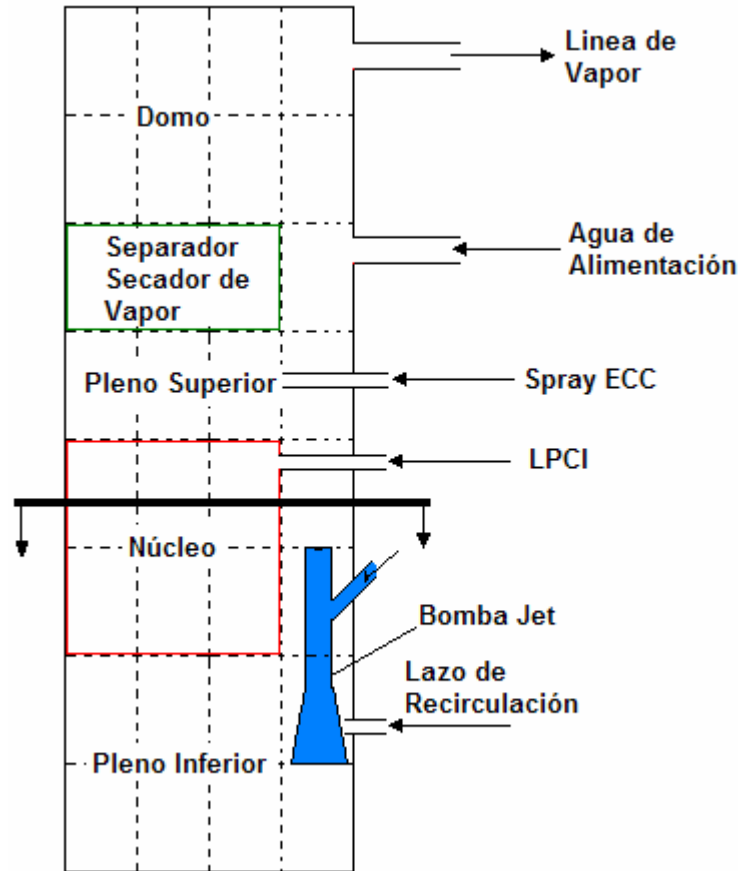 Linea de
Vapor
Domo
Separador
Secador de
Vapor
Agua de
Alimentación
Pleno Superior
Spray ECC
LPCI
Núcleo
Bomba Jet
Lazo de
Recirculación
Pleno Inferior